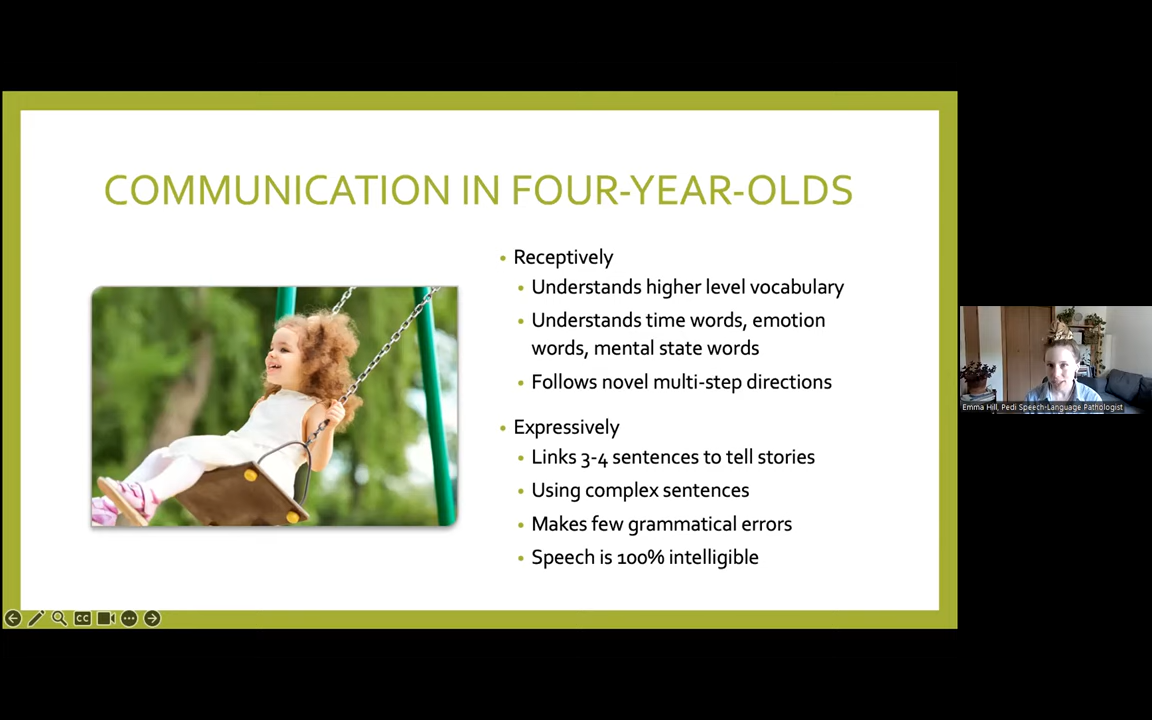 COMMUNICATION IN FOUR-YEAR-OLDS
• Receptively
• Understands higher level vocabulary
• Understands time words, emotion
words, mental state words
• Follows novel multi-step directions
• Expressively
• Links 3-4 sentences to tell stories
• Using complex sentences
• Makes few grammatical errors
• Speech is 100% intelligible
Emma Hill, Pedi Speech-Language Pathologist
CC